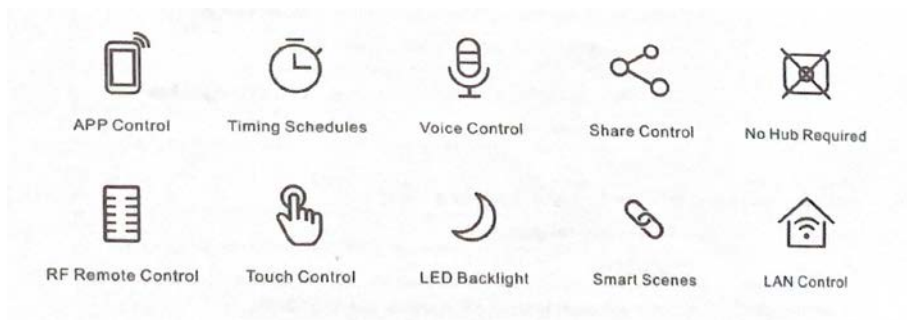 APP Control
Timing Schedules
Voice Control
Share Control
No Hub Required
RF Remote Control
Touch Control
LED Backlight
Smart Scenes
LAN Control